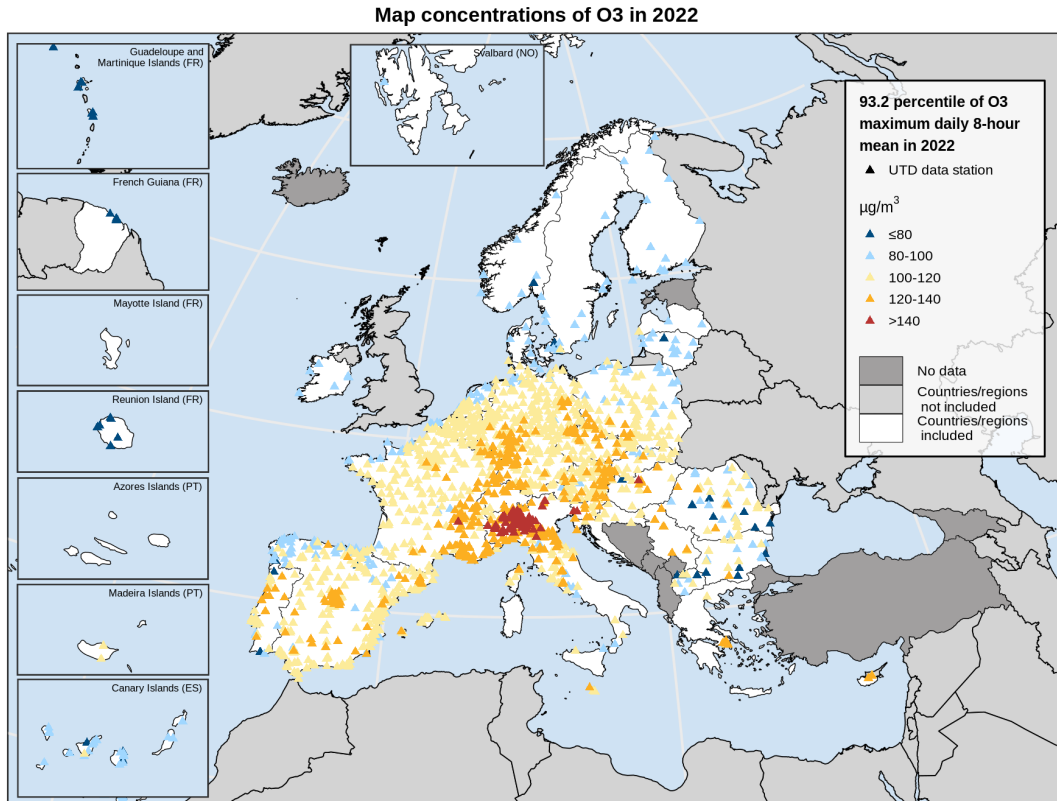 Map concentrations of O3 in 2022
Guadeloupe and
Martinique Islands (FR)
Svalbard (NO)
French Guiana (FR)
Mayotte Island (FR)
Reunion Island (FR)
Azores Islands (PT)
Madeira Islands (PT)
Canary Islands (ES)
93.2 percentile of O3
maximum daily 8-hour
mean in 2022
UTD data station
µg/m³
≤80
80-100
100-120
120-140
>140
No data
Countries/regions
not included
Countries/regions
included